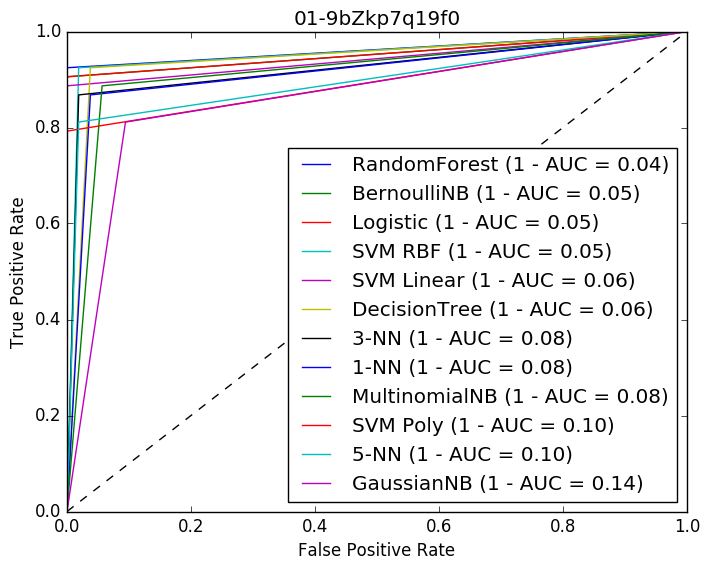 01-9bZkp7q19f0
1.0
0.8
0.6
0.4
0.2
0.0
True Positive Rate
RandomForest (1 - AUC = 0.04)
BernoulliNB (1 - AUC = 0.05)
Logistic (1 - AUC = 0.05)
SVM RBF (1 - AUC = 0.05)
SVM Linear (1 - AUC = 0.06)
DecisionTree (1 - AUC = 0.06)
3-NN (1 - AUC = 0.08)
1-NN (1 - AUC = 0.08)
MultinomialNB (1 - AUC = 0.08)
SVM Poly (1 - AUC = 0.10)
5-NN (1 - AUC = 0.10)
GaussianNB (1 - AUC = 0.14)
0.0 0.2 0.4 0.6 0.8 1.0
False Positive Rate